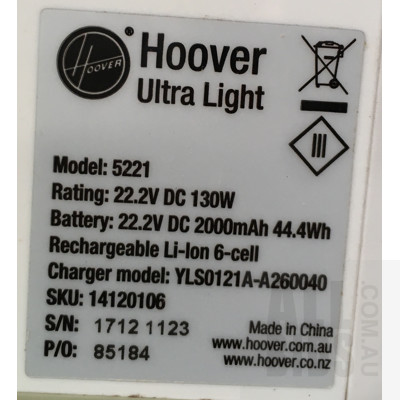 HOOVER
® Hoover
Ultra Light
III
Model: 5221
Rating: 22.2V DC 130W
Battery: 22.2V DC 2000mAh 44.4Wh
Rechargeable Li-Ion 6-cell
Charger model: YLS0121A-A260040
SKU: 14120106
S/N: 1712 1123
P/O: 85184
Made in China
www.hoover.com.au
www.hoover.co.nz